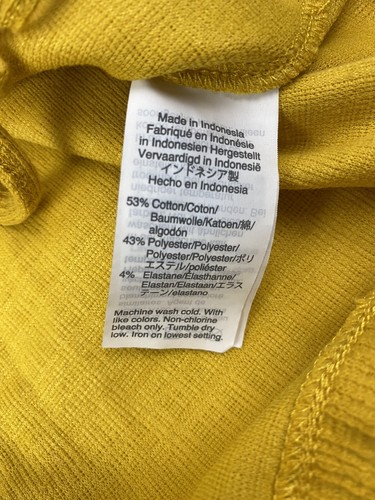 Made in Indonesia
Fabriqué en Indonésie
in Indonesien Hergestellt
Vervaardigd in Indonesië
インドネシア製
Hecho en Indonesia
53% Cotton/Coton/
Baumwolle/Katoen/綿/
algodón
43% Polyester/Polyester/
Polyester/Polyester/ポリ
エステル/poliéster
4% Elastane/Élasthanne/
Elastan/Elastaan/エラス
テーン/elastano
Machine wash cold. With
like colors. Non-chlorine
bleach only. Tumble dry
low. Iron on lowest setting.